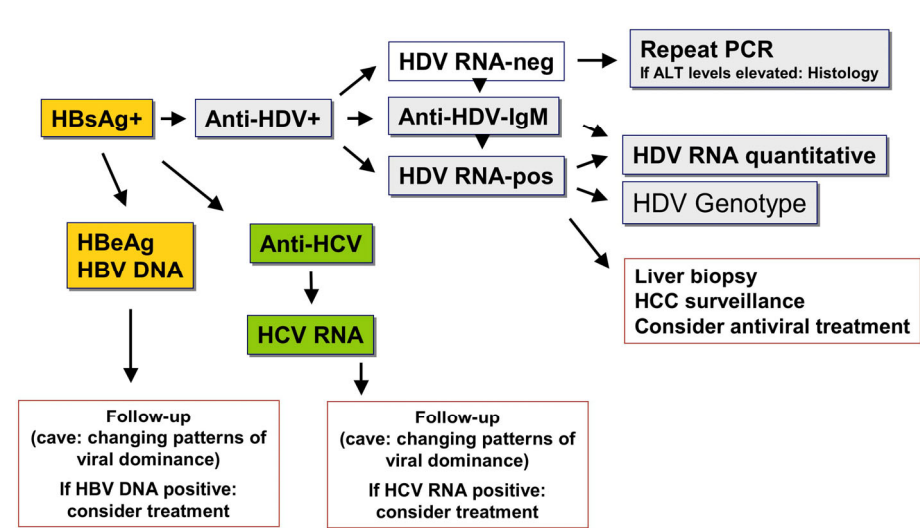 HDV RNA-neg
Repeat PCR
If ALT levels elevated: Histology
HBsAg+
Anti-HDV+
Anti-HDV-IgM
HDV RNA-pos
HDV RNA quantitative
HDV Genotype
HBeAg
HBV DNA
Anti-HCV
HCV RNA
Liver biopsy
HCC surveillance
Consider antiviral treatment
Follow-up
(cave: changing patterns of
viral dominance)
If HBV DNA positive:
consider treatment
Follow-up
(cave: changing patterns of
viral dominance)
If HCV RNA positive:
consider treatment